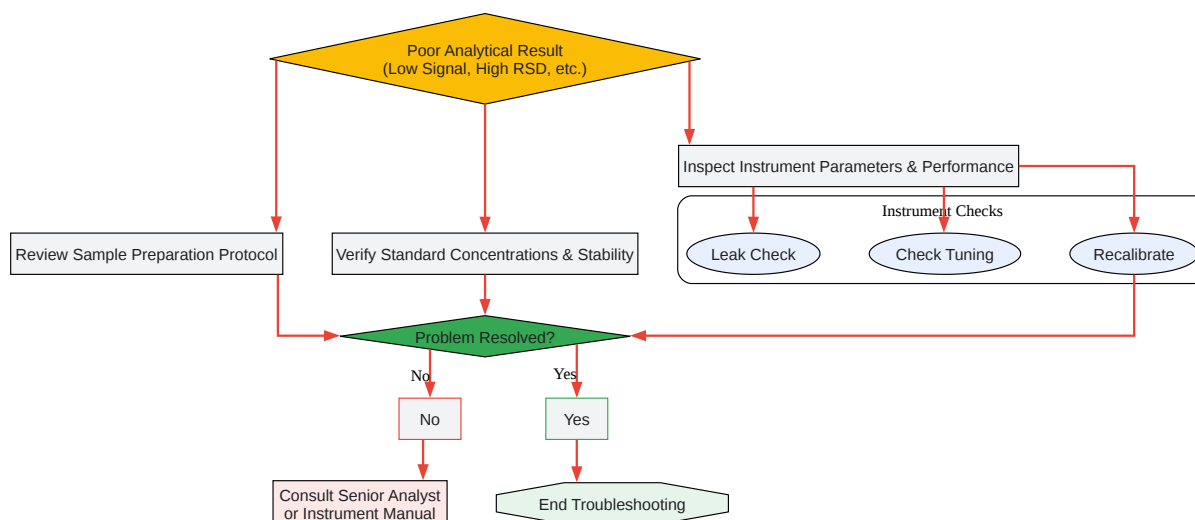 Poor Analytical Result
(Low Signal, High RSD, etc.)
Inspect Instrument Parameters & Performance
Instrument Checks
Review Sample Preparation Protocol
Verify Standard Concentrations & Stability
Leak Check
Check Tuning
Recalibrate
Problem Resolved?
No
Yes
No
Yes
Consult Senior Analyst
or Instrument Manual
End Troubleshooting